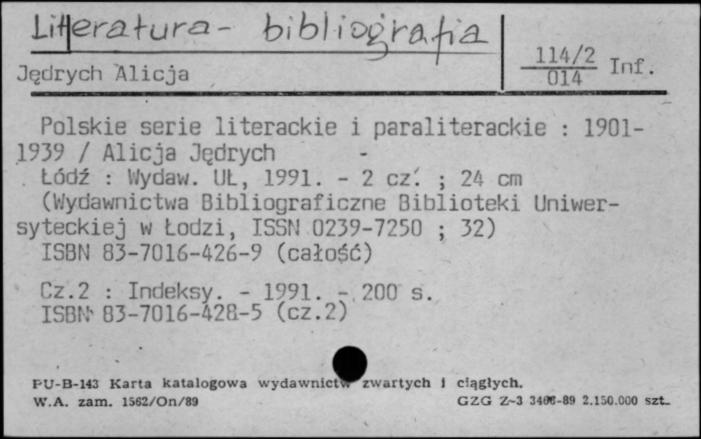 Literatura - bibliografia
Jędrych Alicja
114/2
014 Inf.
Polskie serie literackie i paraliterackie : 1901-
1939 / Alicja Jędrych
Łódź : Wydaw. UŁ, 1991. - 2 cz. ; 24 cm
(Wydawnictwa Bibliograficzne Biblioteki Uniwer-
syteckiej w Łodzi, ISSN 0239-7250 ; 32)
ISBN 83-7016-426-9 (całość)
Cz.2 : Indeksy. - 1991. - 200 s.
ISBN 83-7016-428-5 (cz.2)
PU-B-143 Karta katalogowa wydawnictw zwartych i ciągłych.
W.A. zam. 1562/On/89 GZG Z-3 -89 2.150.000 szt.